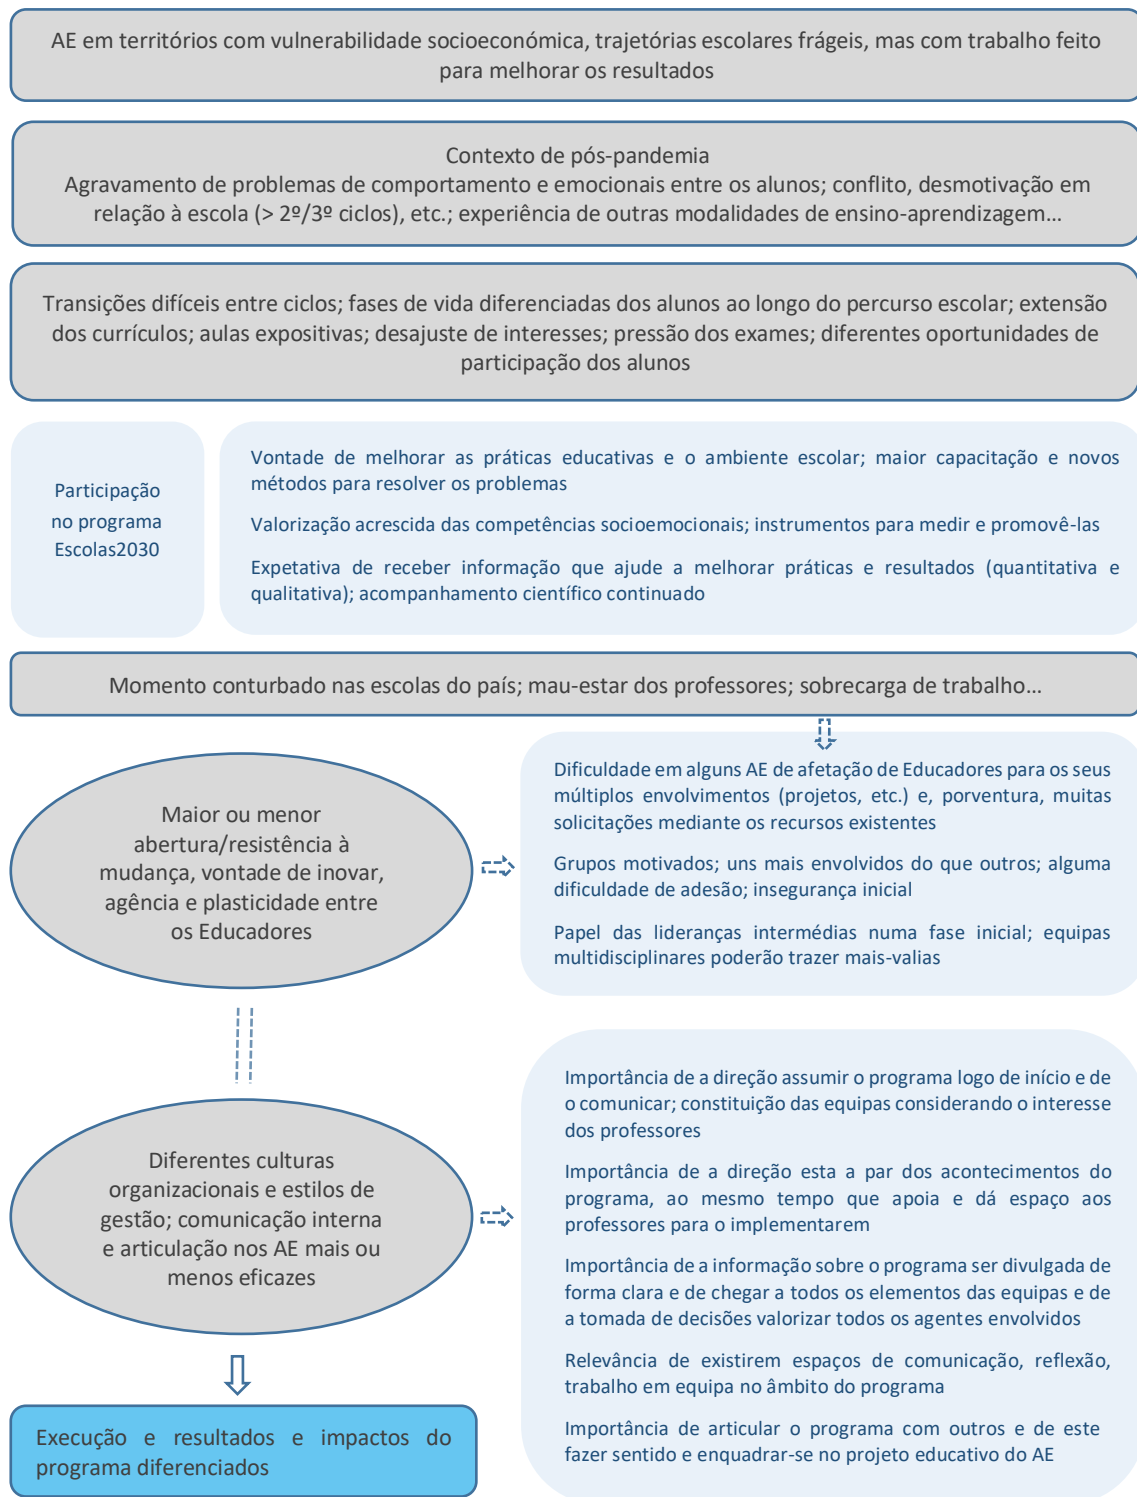 AE em territórios com vulnerabilidade socioeconómica, trajetórias escolares frágeis, mas com trabalho feito
para melhorar os resultados
Contexto de pós-pandemia
Agravamento de problemas de comportamento e emocionais entre os alunos; conflito, desmotivação em
relação à escola (> 2º/3º ciclos), etc.; experiência de outras modalidades de ensino-aprendizagem…
Transições difíceis entre ciclos; fases de vida diferenciadas dos alunos ao longo do percurso escolar; extensão
dos currículos; aulas expositivas; desajuste de interesses; pressão dos exames; diferentes oportunidades de
participação dos alunos
Participação
no programa
Escolas2030
Vontade de melhorar as práticas educativas e o ambiente escolar; maior capacitação e novos
métodos para resolver os problemas
Valorização acrescida das competências socioemocionais; instrumentos para medir e promovê-las
Expetativa de receber informação que ajude a melhorar práticas e resultados (quantitativa e
qualitativa); acompanhamento científico continuado
Momento conturbado nas escolas do país; mau-estar dos professores; sobrecarga de trabalho…
Maior ou menor
abertura/resistência à
mudança, vontade de inovar,
agência e plasticidade entre
os Educadores
Dificuldade em alguns AE de afetação de Educadores para os seus
múltiplos envolvimentos (projetos, etc.) e, porventura, muitas
solicitações mediante os recursos existentes
Grupos motivados; uns mais envolvidos do que outros; alguma
dificuldade de adesão; insegurança inicial
Papel das lideranças intermédias numa fase inicial; equipas
multidisciplinares poderão trazer mais-valias
Diferentes culturas
organizacionais e estilos de
gestão; comunicação interna
e articulação nos AE mais ou
menos eficazes
Importância de a direção assumir o programa logo de início e de
o comunicar; constituição das equipas considerando o interesse
dos professores
Importância de a direção esta a par dos acontecimentos do
programa, ao mesmo tempo que apoia e dá espaço aos
professores para o implementarem
Importância de a informação sobre o programa ser divulgada de
forma clara e de chegar a todos os elementos das equipas e de
a tomada de decisões valorizar todos os agentes envolvidos
Relevância de existirem espaços de comunicação, reflexão,
trabalho em equipa no âmbito do programa
Importância de articular o programa com outros e de este
fazer sentido e enquadrar-se no projeto educativo do AE
Execução e resultados e impactos do
programa diferenciados